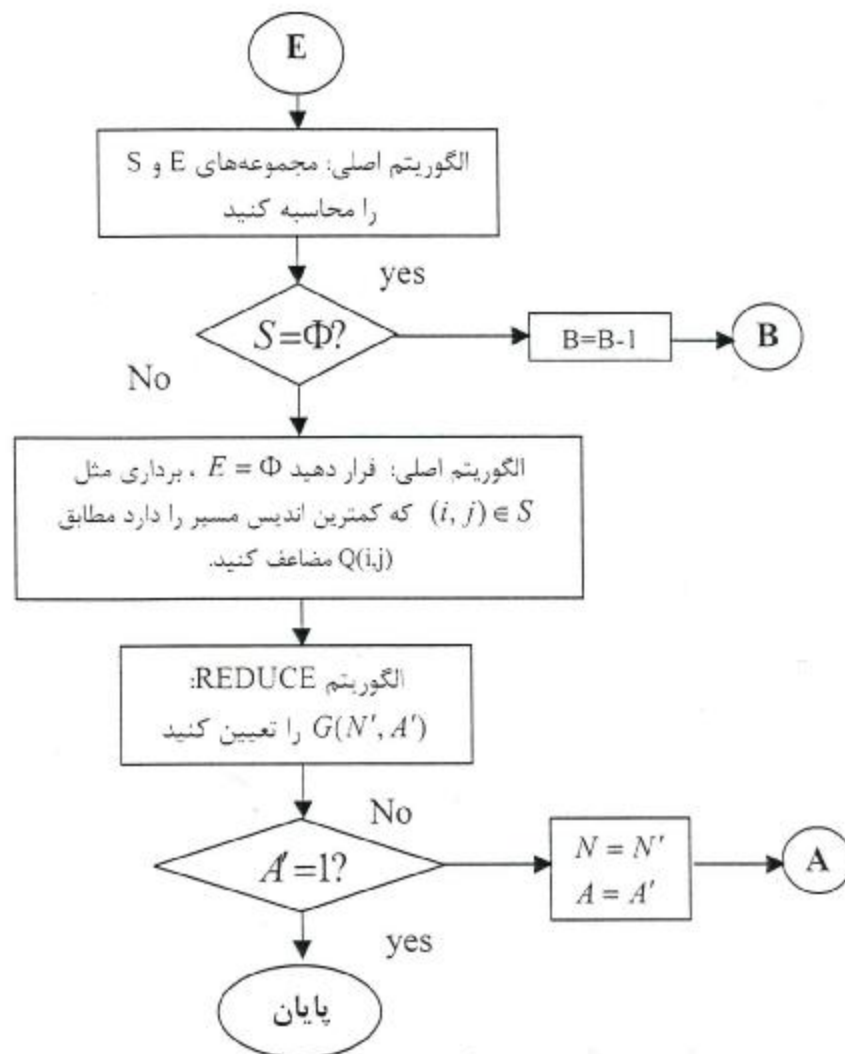 E
الگوریتم اصلی: مجموعه‌های E و S
را محاسبه کنید
yes
S=Φ?
B=B-1
B
No
الگوریتم اصلی: قرار دهید E = Φ ، برداری مثل
(i, j) ∈ S که کمترین اندیس مسیر را دارد مطابق
Q(i,j) مضاعف کنید.
الگوریتم REDUCE:
G(N′, A′) را تعیین کنید
No
A′=1?
N = N′
A = A′
A
yes
پایان